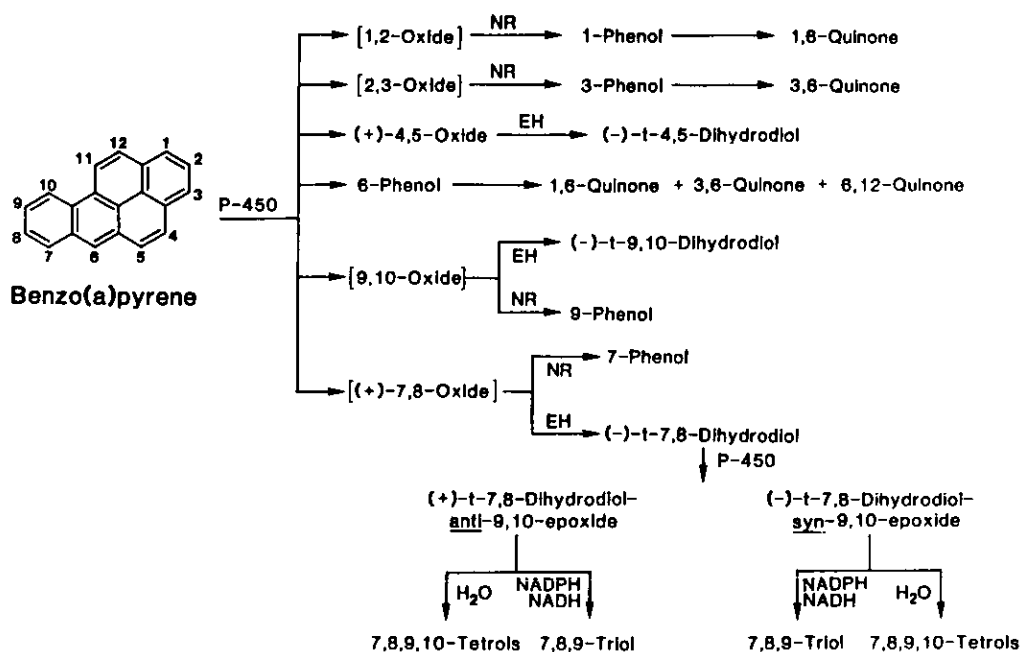 [1,2-Oxide] NR 1-Phenol 1,6-Quinone
[2,3-Oxide] NR 3-Phenol 3,6-Quinone
(+)-4,5-Oxide EH (-)-t-4,5-Dihydrodiol
6-Phenol 1,6-Quinone + 3,6-Quinone + 6,12-Quinone
12 1
11 2
10 3
9
8 4
7 6 5
P-450
Benzo(a)pyrene
[9,10-Oxide] EH (-)-t-9,10-Dihydrodiol
NR 9-Phenol
[(+)-7,8-Oxide] NR 7-Phenol
EH (-)-t-7,8-Dihydrodiol
P-450
(+)-t-7,8-Dihydrodiol- (-)-t-7,8-Dihydrodiol-
anti-9,10-epoxide syn-9,10-epoxide
H2O NADPH NADPH H2O
NADH NADH
7,8,9,10-Tetrols 7,8,9-Triol 7,8,9-Triol 7,8,9,10-Tetrols